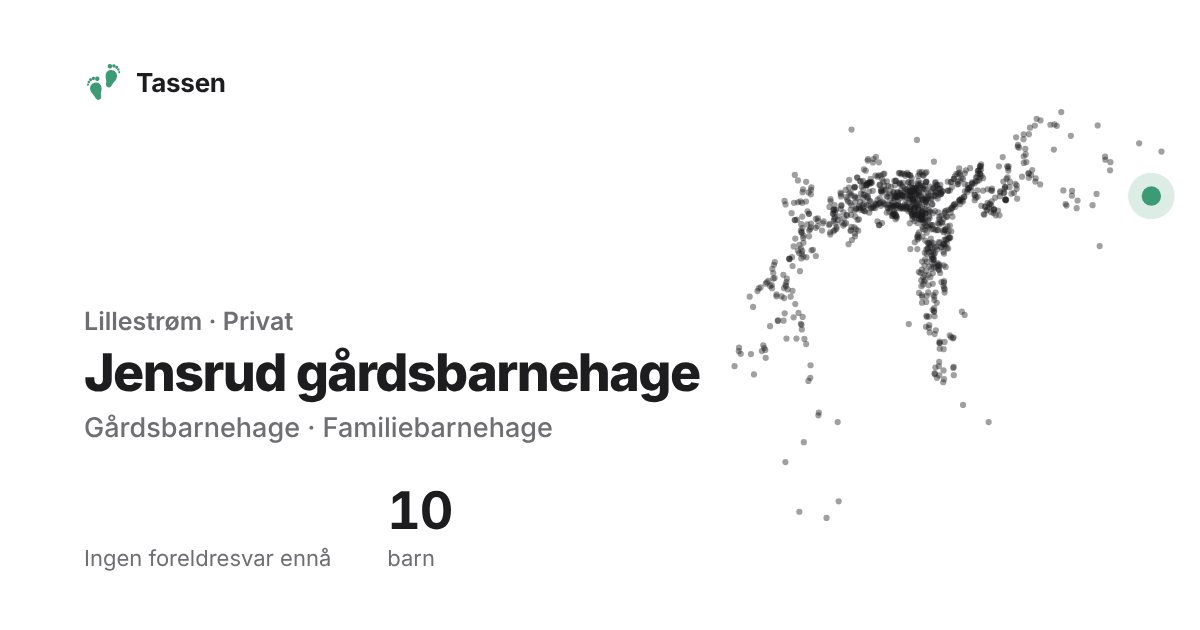 Tassen
Lillestrøm · Privat
Jensrud gårdsbarnehage
Gårdsbarnehage · Familiebarnehage
10
Ingen foreldresvar ennå
barn